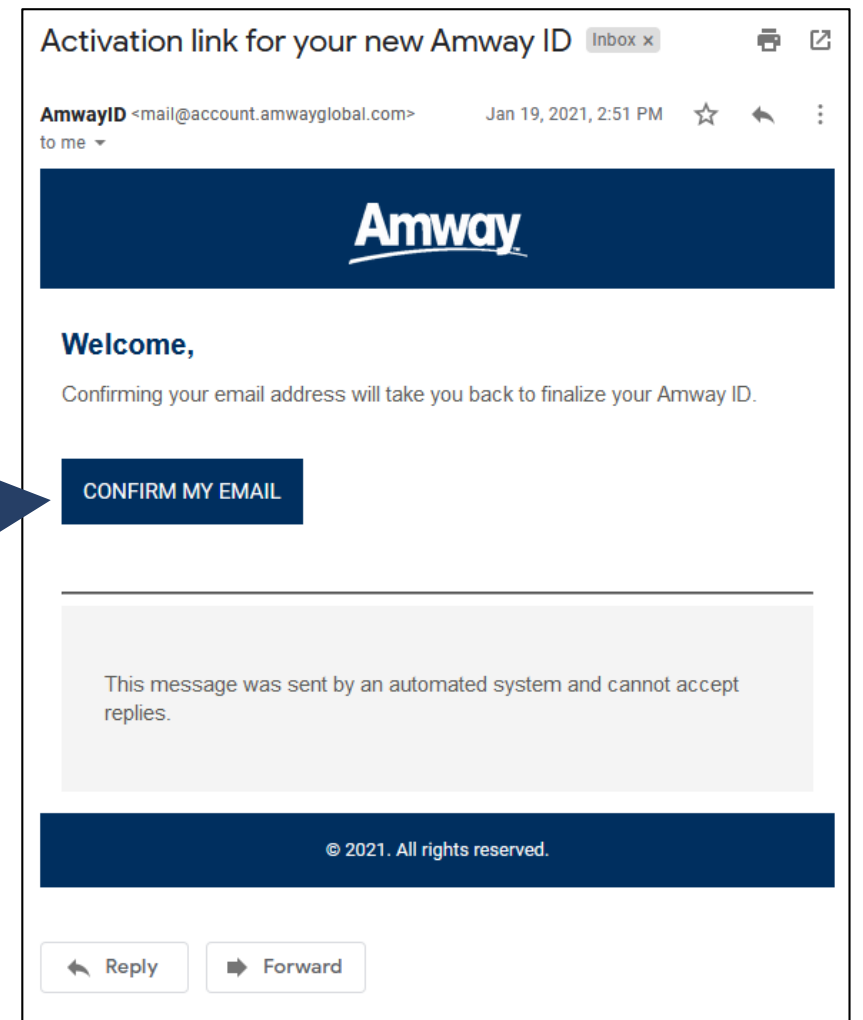 Activation link for your new Amway ID Inbox x
AmwayID <mail@account.amwayglobal.com> Jan 19, 2021, 2:51 PM
to me
Amway™
Welcome,
Confirming your email address will take you back to finalize your Amway ID.
CONFIRM MY EMAIL
This message was sent by an automated system and cannot accept
replies.
© 2021. All rights reserved.
Reply Forward